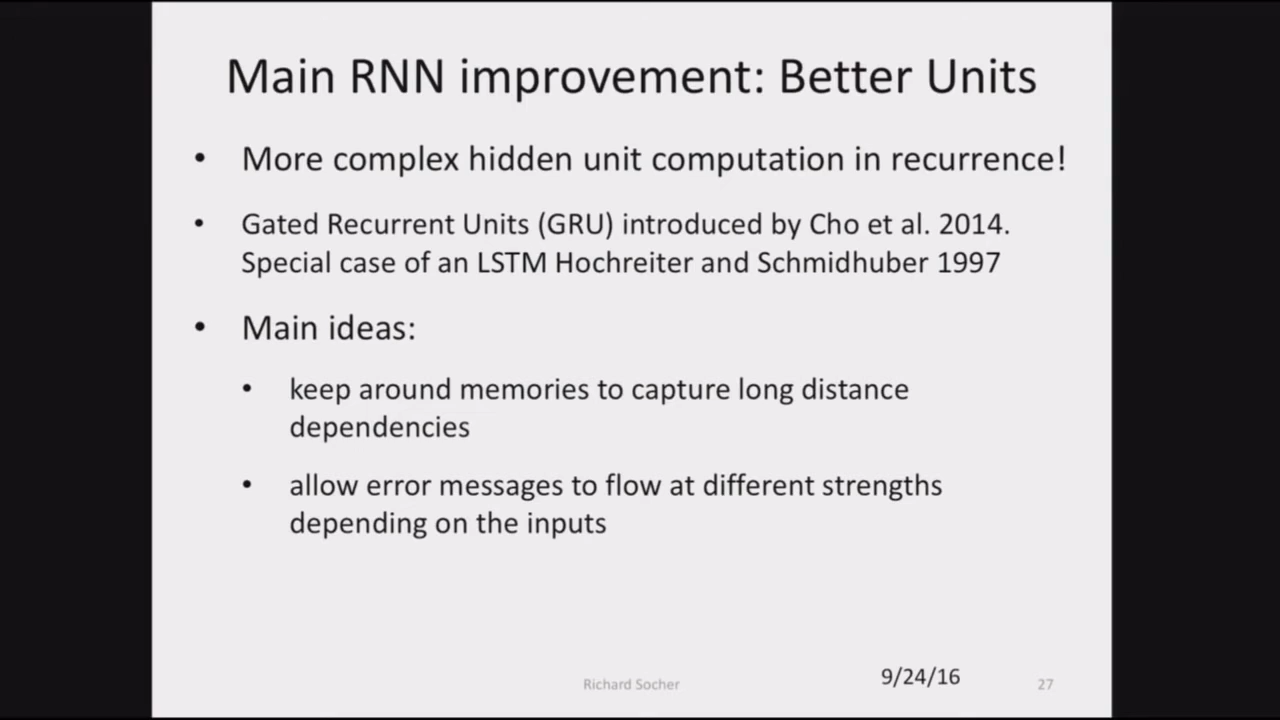 Main RNN improvement: Better Units
• More complex hidden unit computation in recurrence!
• Gated Recurrent Units (GRU) introduced by Cho et al. 2014.
Special case of an LSTM Hochreiter and Schmidhuber 1997
• Main ideas:
• keep around memories to capture long distance
dependencies
• allow error messages to flow at different strengths
depending on the inputs
Richard Socher
9/24/16
27